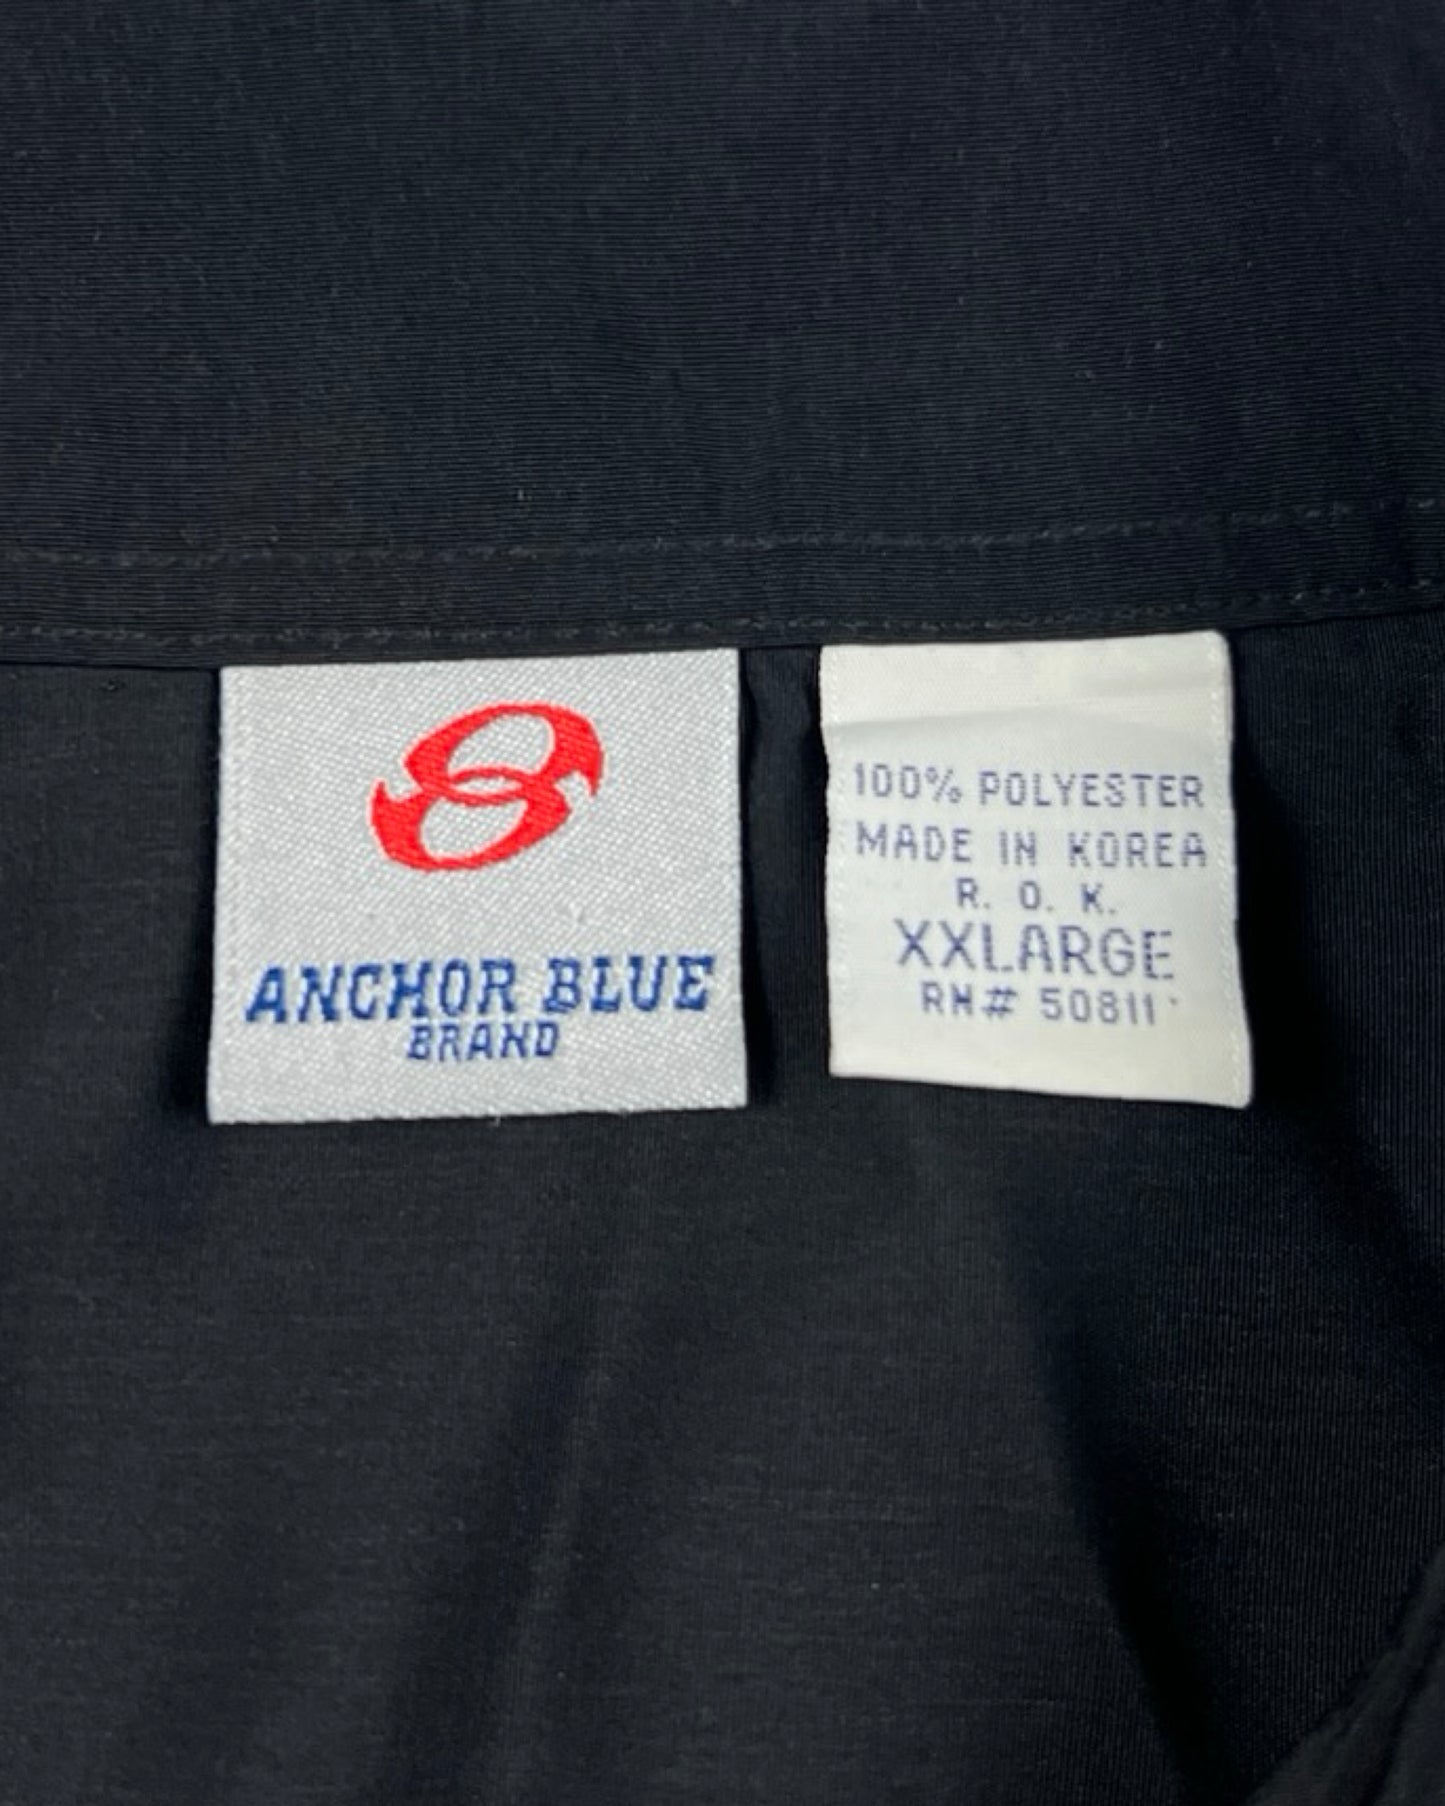 ANCHOR BLUE
BRAND
100% POLYESTER
MADE IN KOREA
R. O. K.
XXLARGE
RN# 50811